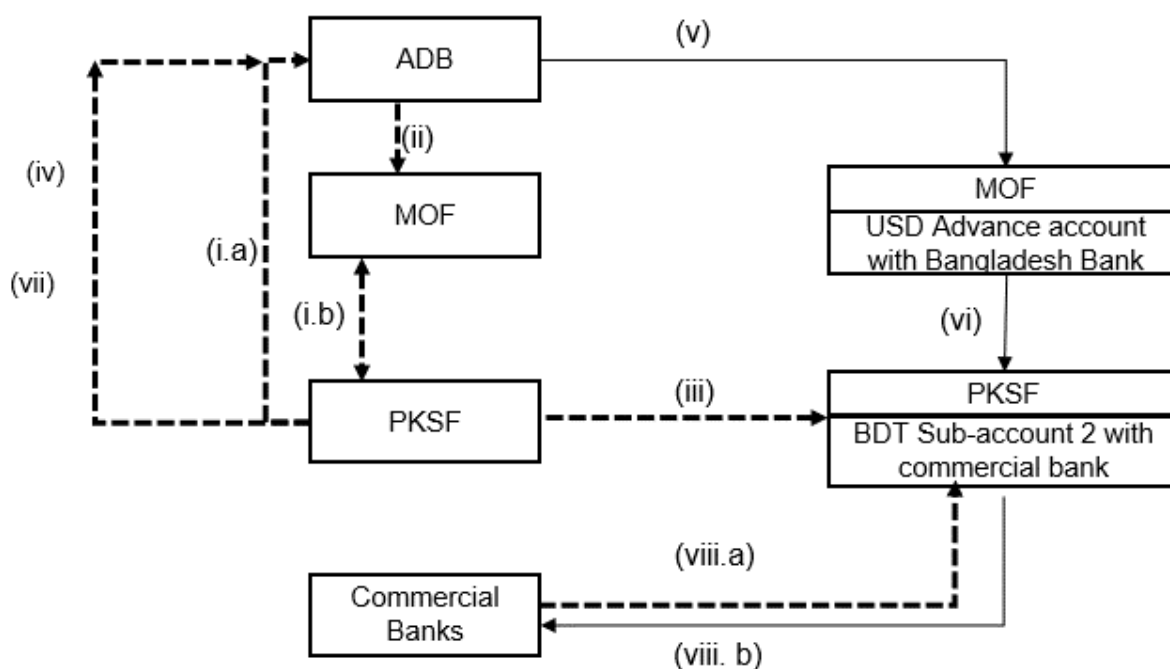 (v)
ADB
(ii)
(iv)
MOF
MOF
USD Advance account
with Bangladesh Bank
(i.a)
(vii)
(i.b)
(vi)
PKSF
(iii)
PKSF
BDT Sub-account 2 with
commercial bank
(viii.a)
Commercial
Banks
(viii. b)